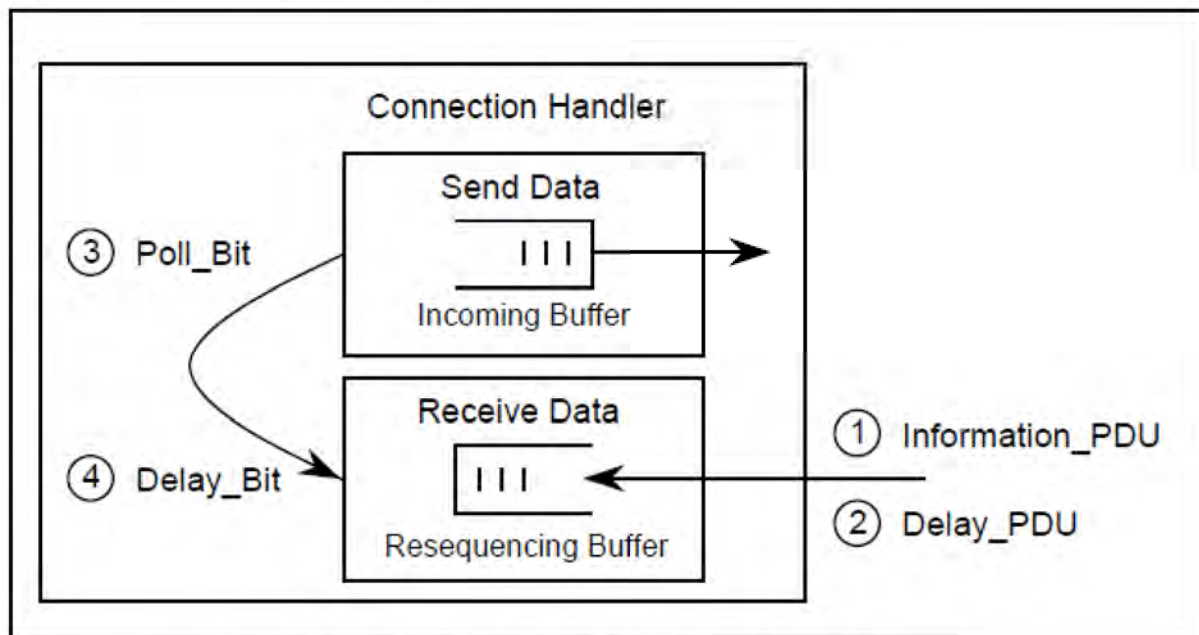 Connection Handler
Send Data
3 Poll_Bit
Incoming Buffer
Receive Data
1 Information_PDU
4 Delay_Bit
2 Delay_PDU
Resequencing Buffer